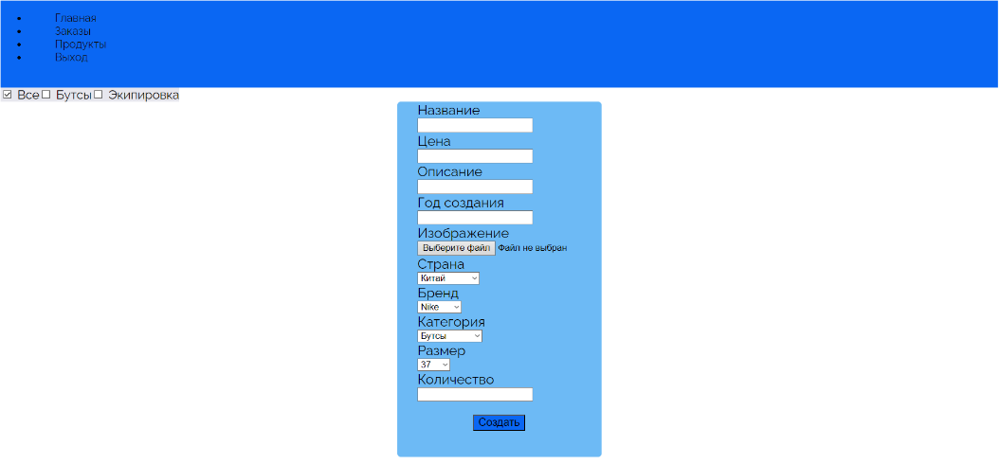 Главная
Заказы
Продукты
Выход
Все Бутсы Экипировка
Название
Цена
Описание
Год создания
Изображение
Выберите файл Файл не выбран
Страна
Китай
Бренд
Nike
Категория
Бутсы
Размер
37
Количество
Создать